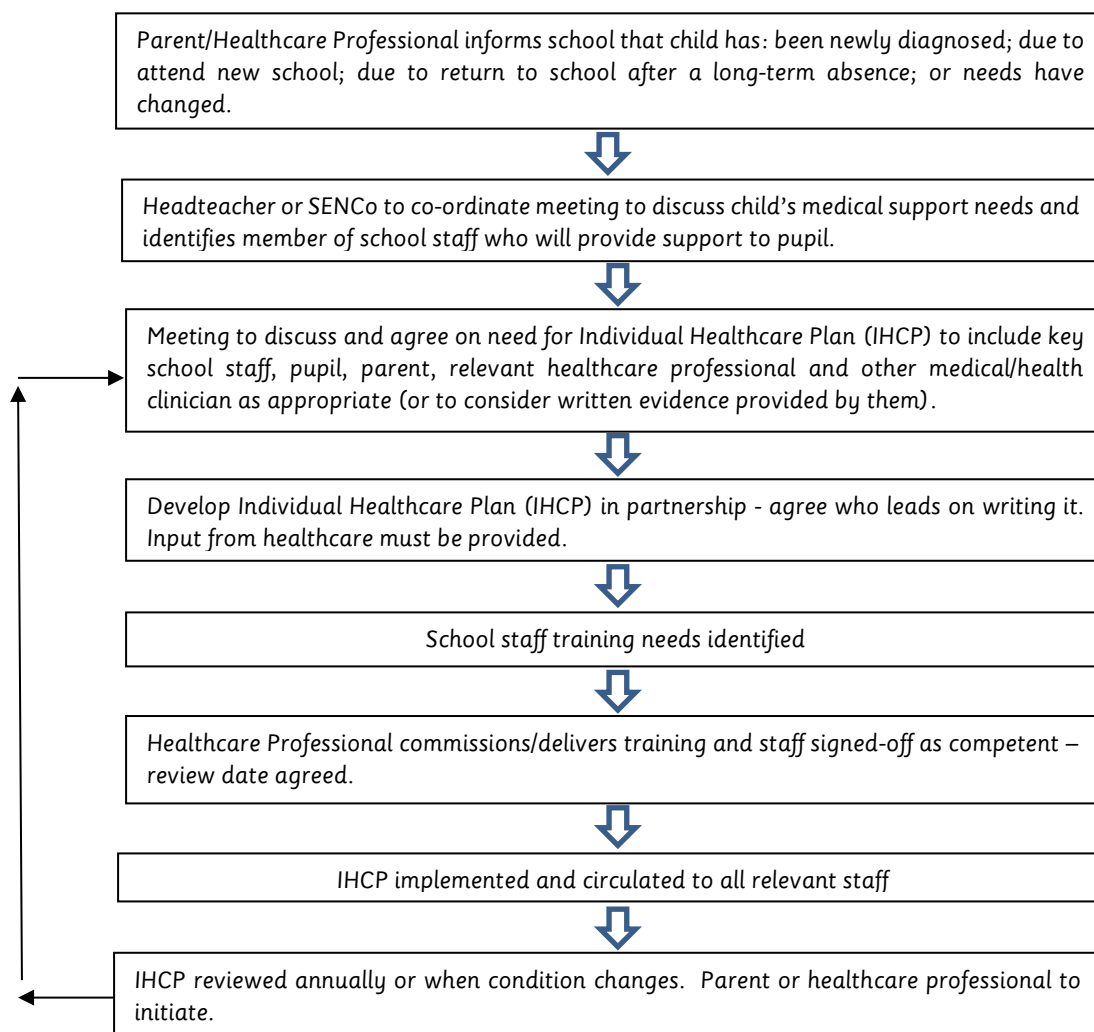 Parent/Healthcare Professional informs school that child has: been newly diagnosed; due to
attend new school; due to return to school after a long-term absence; or needs have
changed.
Headteacher or SENCo to co-ordinate meeting to discuss child's medical support needs and
identifies member of school staff who will provide support to pupil.
Meeting to discuss and agree on need for Individual Healthcare Plan (IHCP) to include key
school staff, pupil, parent, relevant healthcare professional and other medical/health
clinician as appropriate (or to consider written evidence provided by them).
Develop Individual Healthcare Plan (IHCP) in partnership - agree who leads on writing it.
Input from healthcare must be provided.
School staff training needs identified
Healthcare Professional commissions/delivers training and staff signed-off as competent –
review date agreed.
IHCP implemented and circulated to all relevant staff
IHCP reviewed annually or when condition changes. Parent or healthcare professional to
initiate.